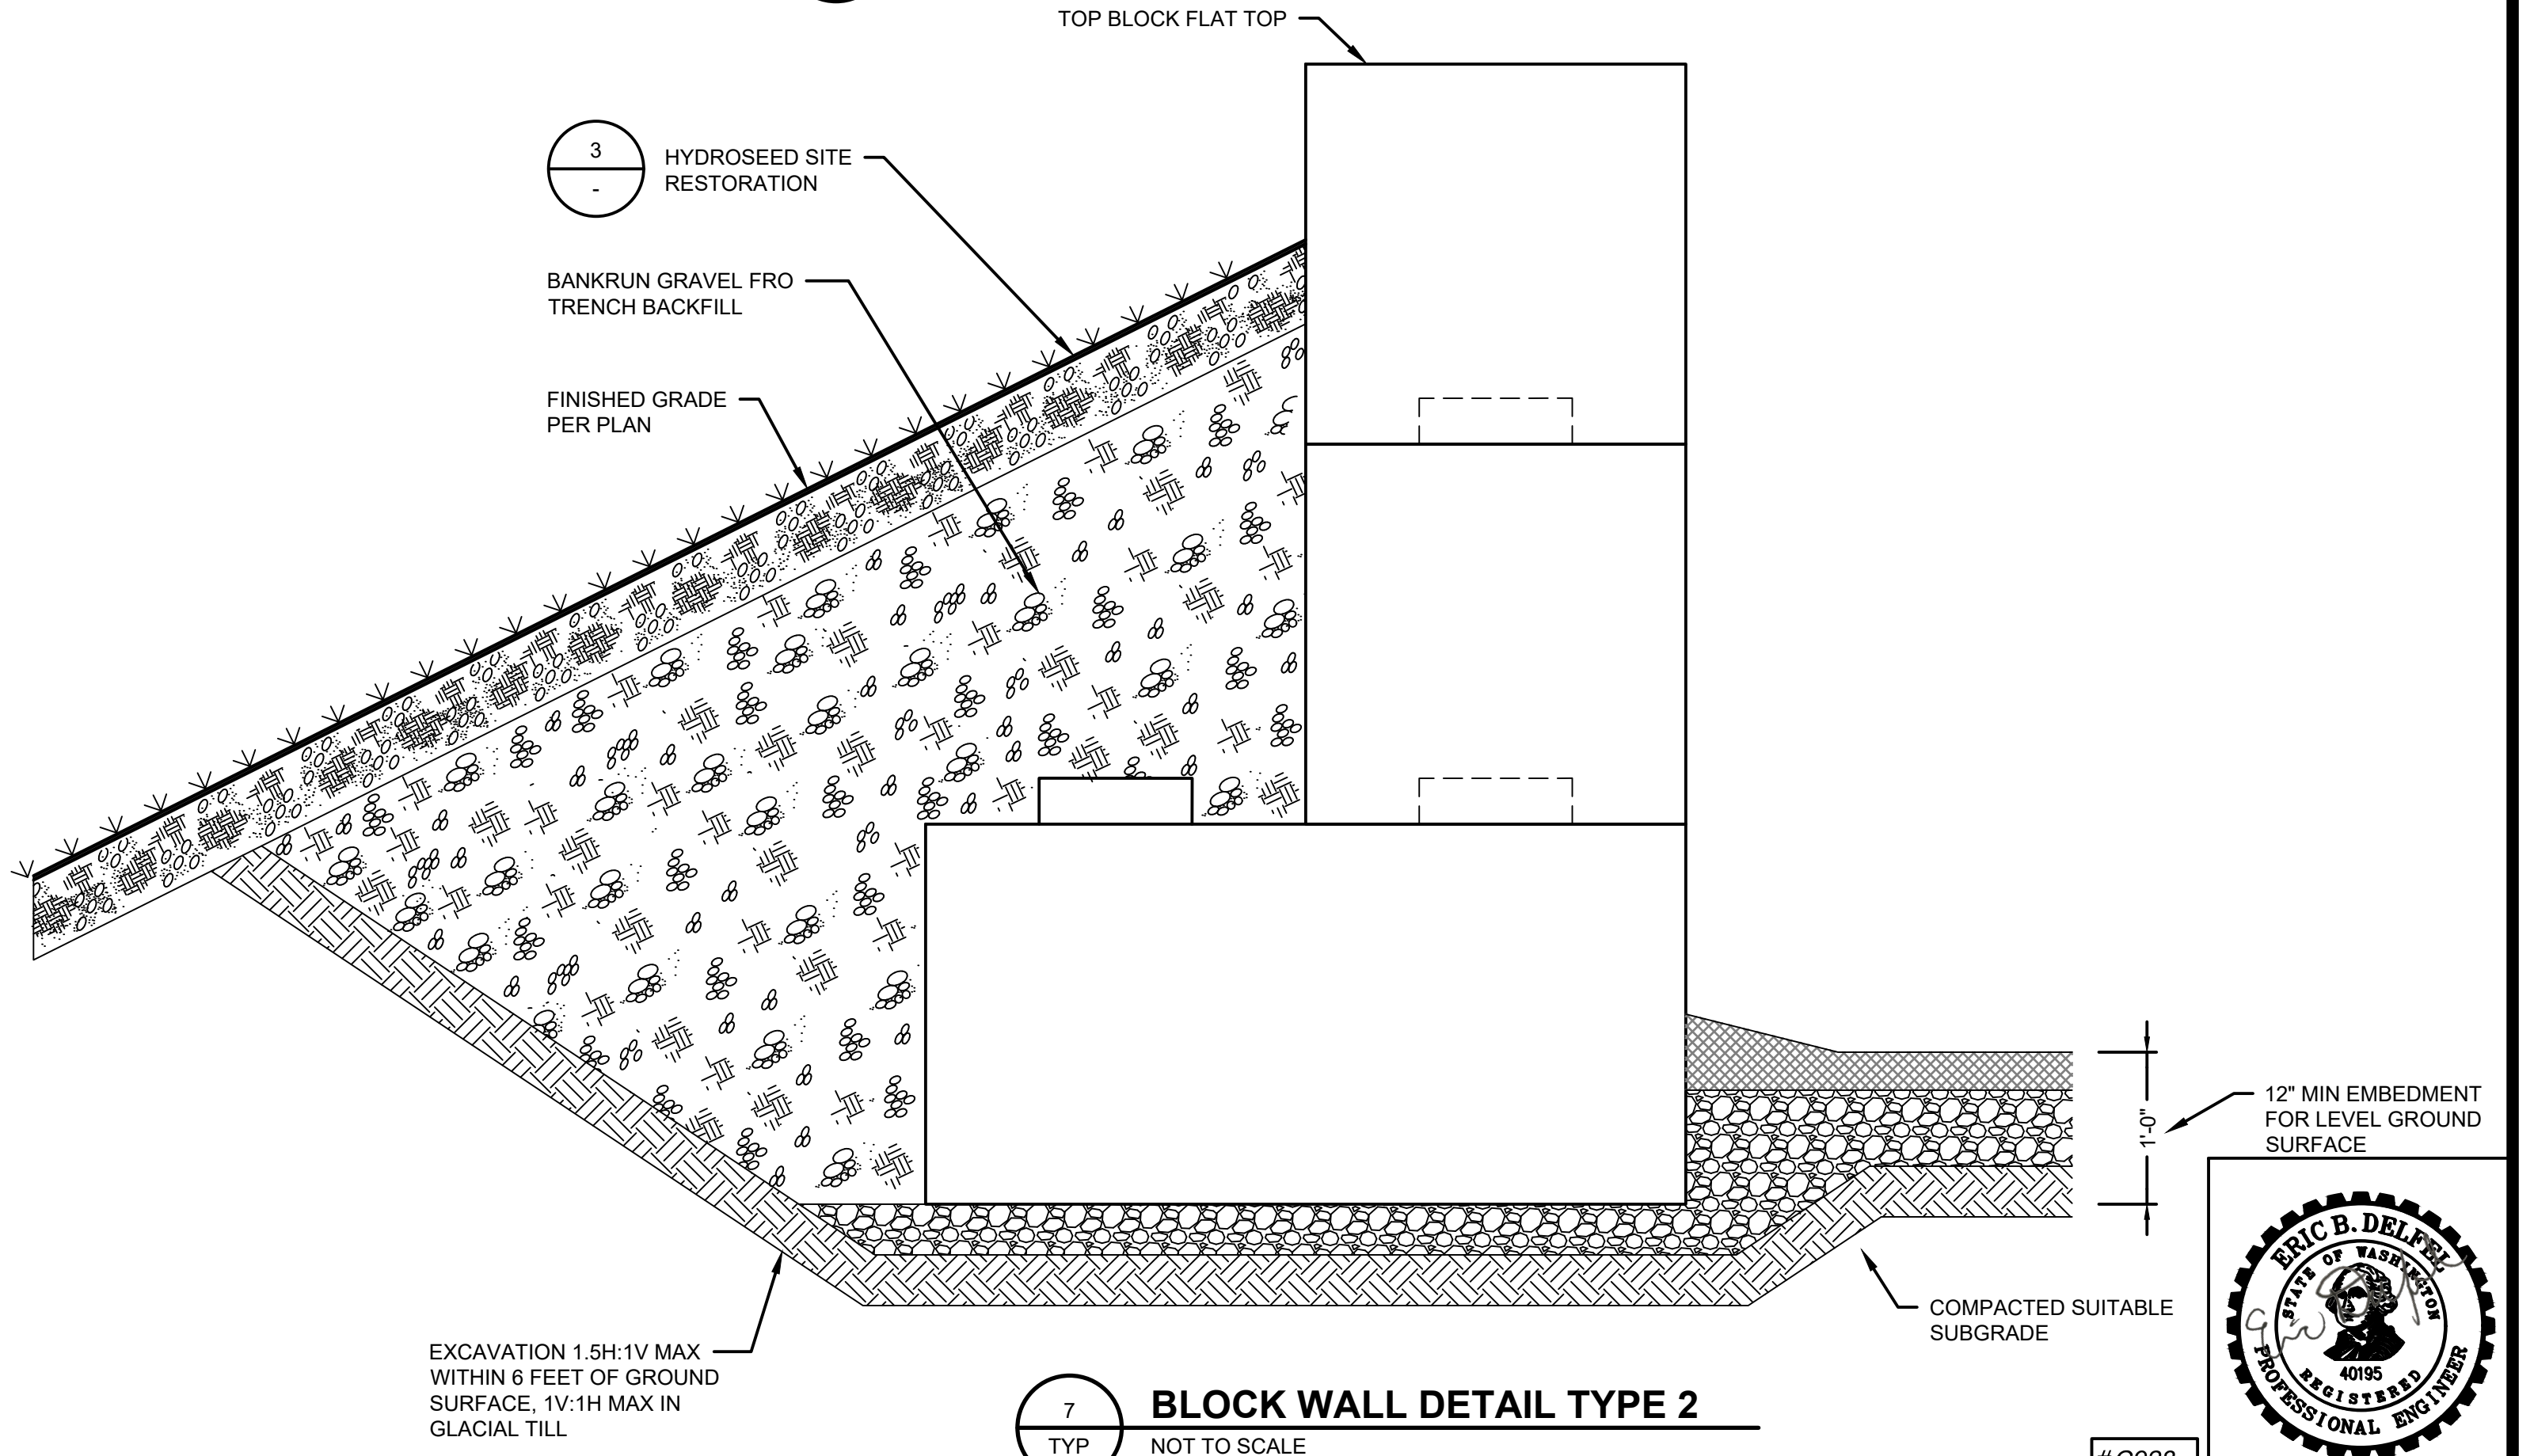 TOP BLOCK FLAT TOP
3
-
HYDROSEED SITE
RESTORATION
BANKRUN GRAVEL FRO
TRENCH BACKFILL
FINISHED GRADE
PER PLAN
12" MIN EMBEDMENT
FOR LEVEL GROUND
SURFACE
1'-0"
COMPACTED SUITABLE
SUBGRADE
EXCAVATION 1.5H:1V MAX
WITHIN 6 FEET OF GROUND
SURFACE, 1V:1H MAX IN
GLACIAL TILL
7
TYP
BLOCK WALL DETAIL TYPE 2
NOT TO SCALE
ERIC B. DELFEL
STATE OF WASHINGTON
40195
REGISTERED
PROFESSIONAL ENGINEER